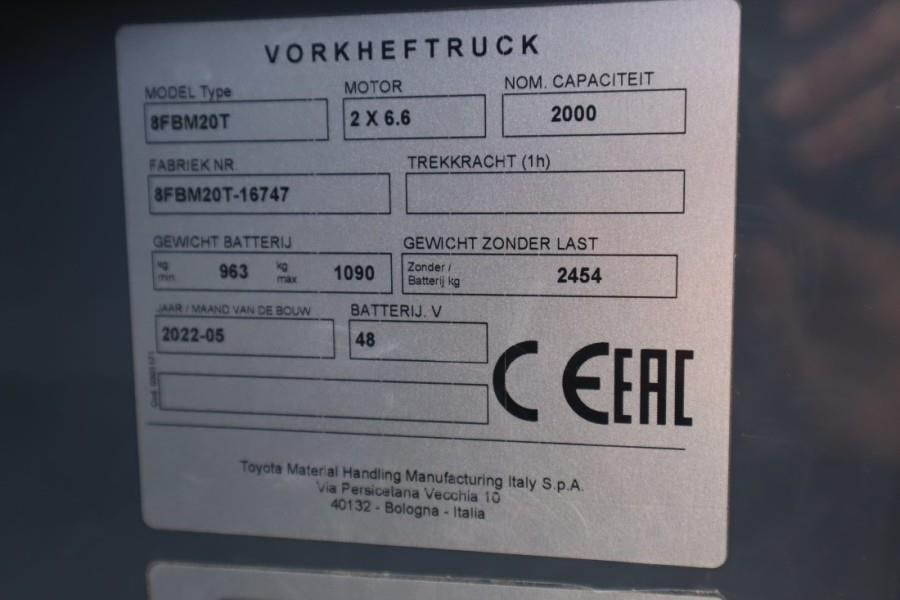 VORKHEFTRUCK
MODEL Type MOTOR NOM. CAPACITEIT
8FBM20T 2 X 6.6 2000
FABRIEK NR. TREKKRACHT (1h)
8FBM20T-16747
GEWICHT BATTERIJ GEWICHT ZONDER LAST
kg min. 963 kg max 1090 Zonder / Batterij kg 2454
JAAR / MAAND VAN DE BOUW BATTERIJ. V
2022-05 48
CE EAC
Toyota Material Handling Manufacturing Italy S.p.A.
Via Persicetana Vecchia 10
40132 - Bologna - Italia